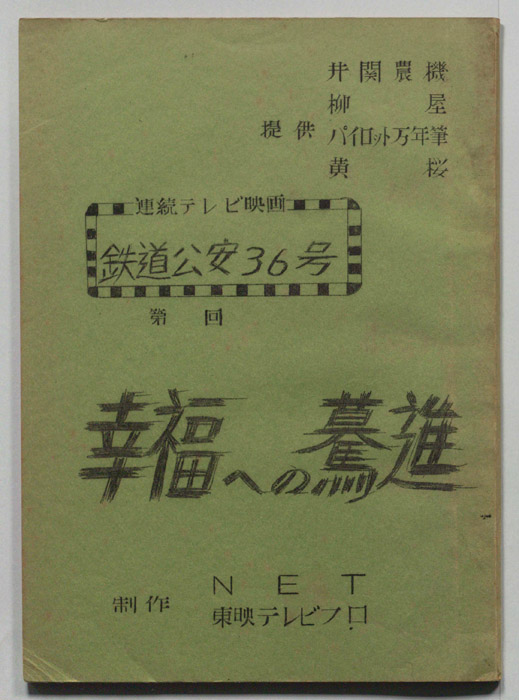 井関農機
柳屋
提供 パイロット万年筆
黄桜
連続テレビ映画
鉄道公安36号
第 回
幸福への驀進
制作 NET
東映テレビプロ